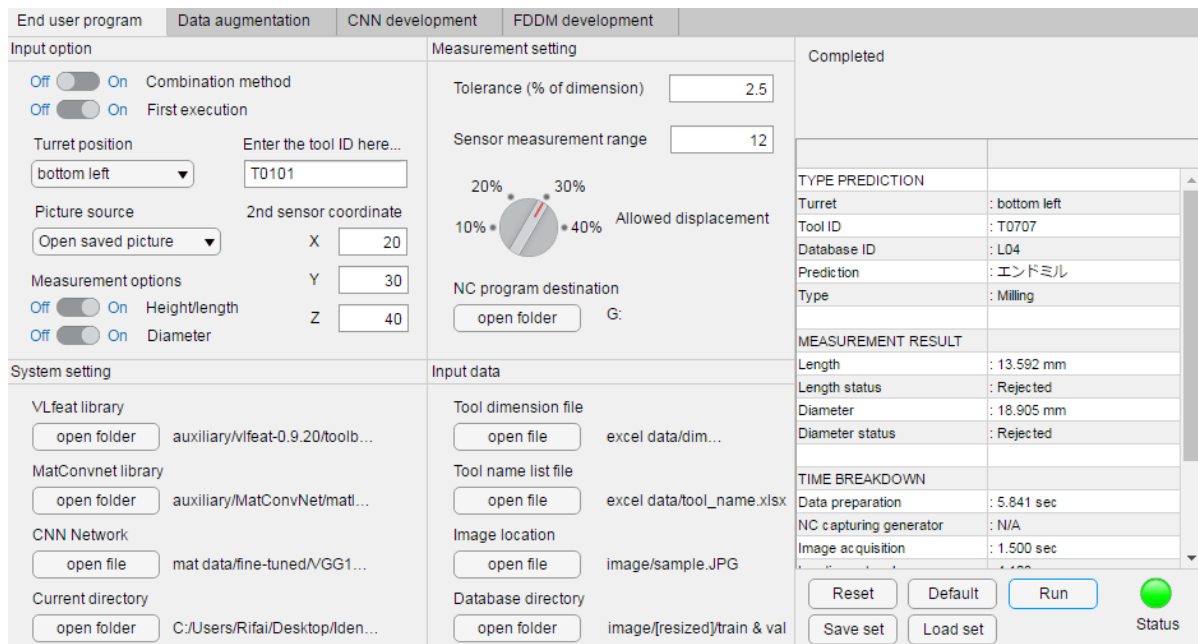 End user program Data augmentation CNN development FDDM development
Input option
Off On Combination method
Off On First execution
Turret position Enter the tool ID here...
bottom left T0101
Picture source 2nd sensor coordinate
Open saved picture X 20
Measurement options Y 30
Off On Height/length Z 40
Off On Diameter
Measurement setting
Tolerance (% of dimension) 2.5
Sensor measurement range 12
20% 30%
10% 40% Allowed displacement
NC program destination
open folder G:
System setting
VLfeat library
open folder auxiliary/vlfeat-0.9.20/toolb...
MatConvnet library
open folder auxiliary/MatConvNet/matl...
CNN Network
open file mat data/fine-tuned/VGG1...
Current directory
open folder C:/Users/Rifai/Desktop/Iden...
Input data
Tool dimension file
open file excel data/dim...
Tool name list file
open file excel data/tool_name.xlsx
Image location
open file image/sample.JPG
Database directory
open folder image/[resized]/train & val
Completed
TYPE PREDICTION
Turret : bottom left
Tool ID : T0707
Database ID : L04
Prediction : エンドミル
Type : Milling
MEASUREMENT RESULT
Length : 13.592 mm
Length status : Rejected
Diameter : 18.905 mm
Diameter status : Rejected
TIME BREAKDOWN
Data preparation : 5.841 sec
NC capturing generator : N/A
Image acquisition : 1.500 sec
Reset Default Run
Save set Load set Status